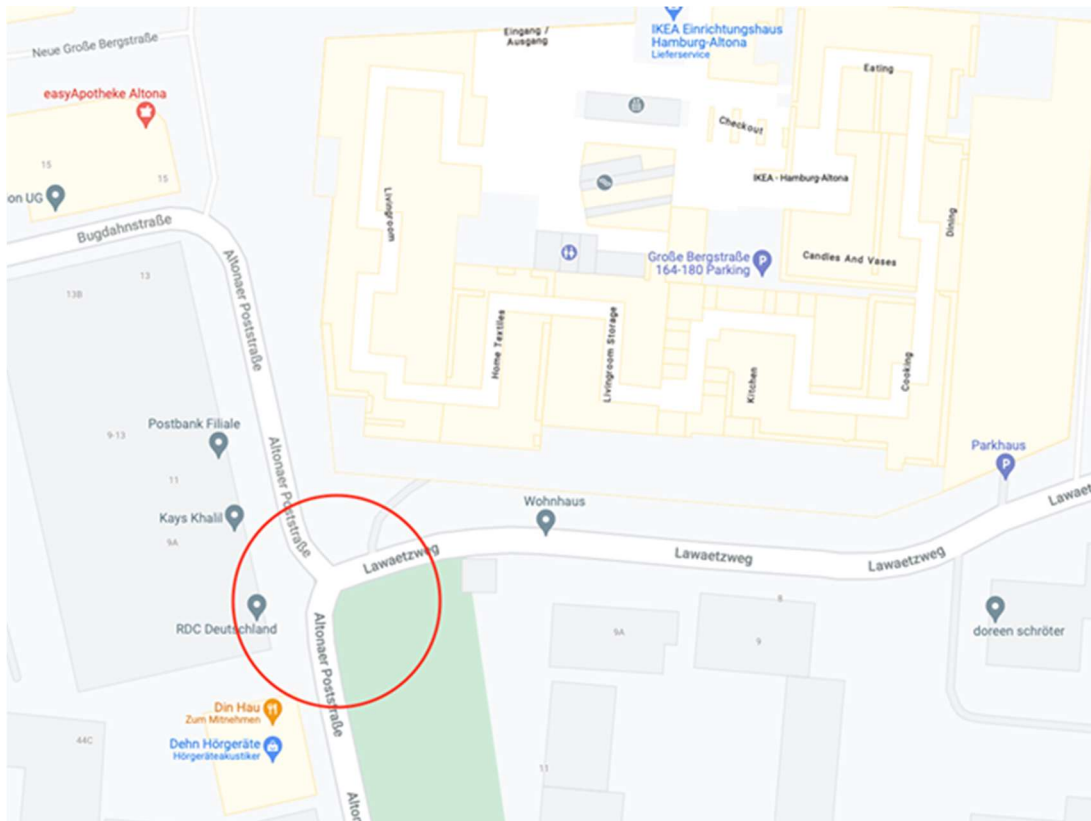 Neue Große Bergstraße
easyApotheke Altona
15
15
on UG
Bugdahnstraße
Eingang /
Ausgang
IKEA Einrichtungshaus
Hamburg-Altona
Lieferservice
Eating
Checkout
IKEA - Hamburg-Altona
Livingroom
Dining
Große Bergstraße
164-180 Parking
Candles And Vases
13
13B
Altonaer Poststraße
Home Textiles
Livingroom Storage
Kitchen
Cooking
Postbank Filiale
9-13
11
Altonaer Poststraße
Parkhaus
Wohnhaus
Kays Khalil
9A
Lawaetzweg
Lawaetzweg
Lawaetzweg
Lawaet
RDC Deutschland
Altonaer Poststraße
8
9A
9
doreen schröter
Din Hau
Zum Mitnehmen
Dehn Hörgeräte
Hörgeräteakustiker
44C
11
Alto